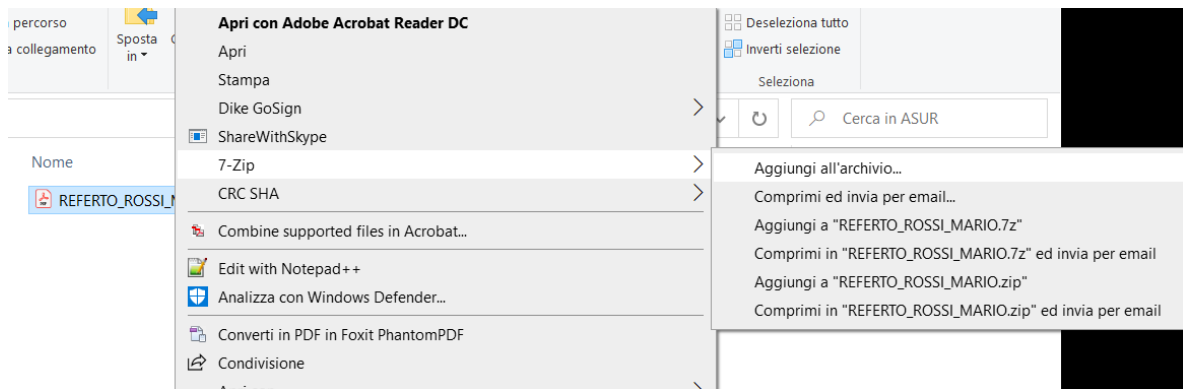 percorso
a collegamento
Sposta
in
Deseleziona tutto
Inverti selezione
Seleziona
Cerca in ASUR
Nome
REFERTO_ROSSI_
Apri con Adobe Acrobat Reader DC
Apri
Stampa
Dike GoSign
ShareWithSkype
7-Zip
CRC SHA
Combine supported files in Acrobat...
Edit with Notepad++
Analizza con Windows Defender...
Converti in PDF in Foxit PhantomPDF
Condivisione
Aggiungi all'archivio...
Comprimi ed invia per email...
Aggiungi a "REFERTO_ROSSI_MARIO.7z"
Comprimi in "REFERTO_ROSSI_MARIO.7z" ed invia per email
Aggiungi a "REFERTO_ROSSI_MARIO.zip"
Comprimi in "REFERTO_ROSSI_MARIO.zip" ed invia per email